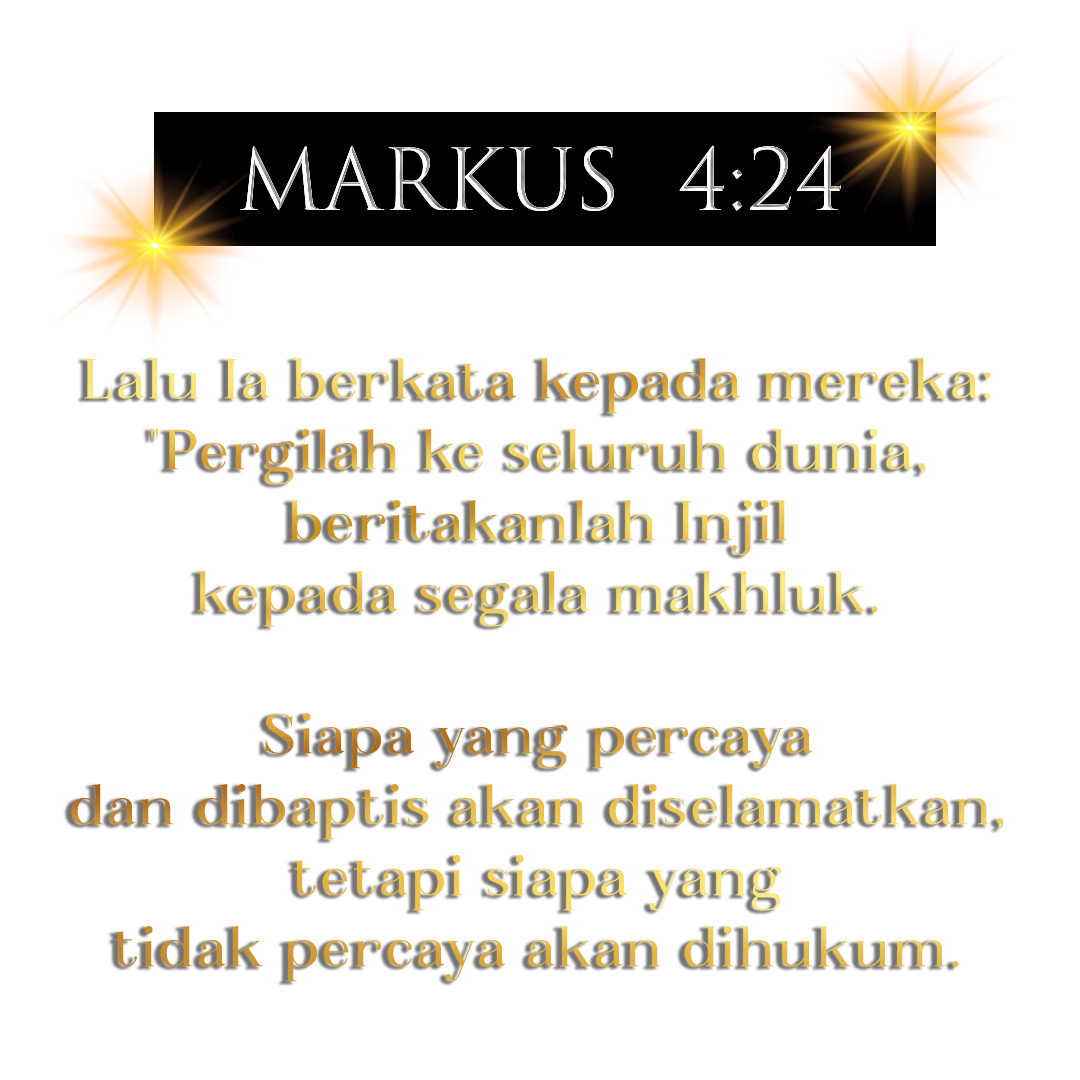 MARKUS 4:24
Lalu Ia berkata kepada mereka:
"Pergilah ke seluruh dunia,
beritakanlah Injil
kepada segala makhluk.
Siapa yang percaya
dan dibaptis akan diselamatkan,
tetapi siapa yang
tidak percaya akan dihukum.